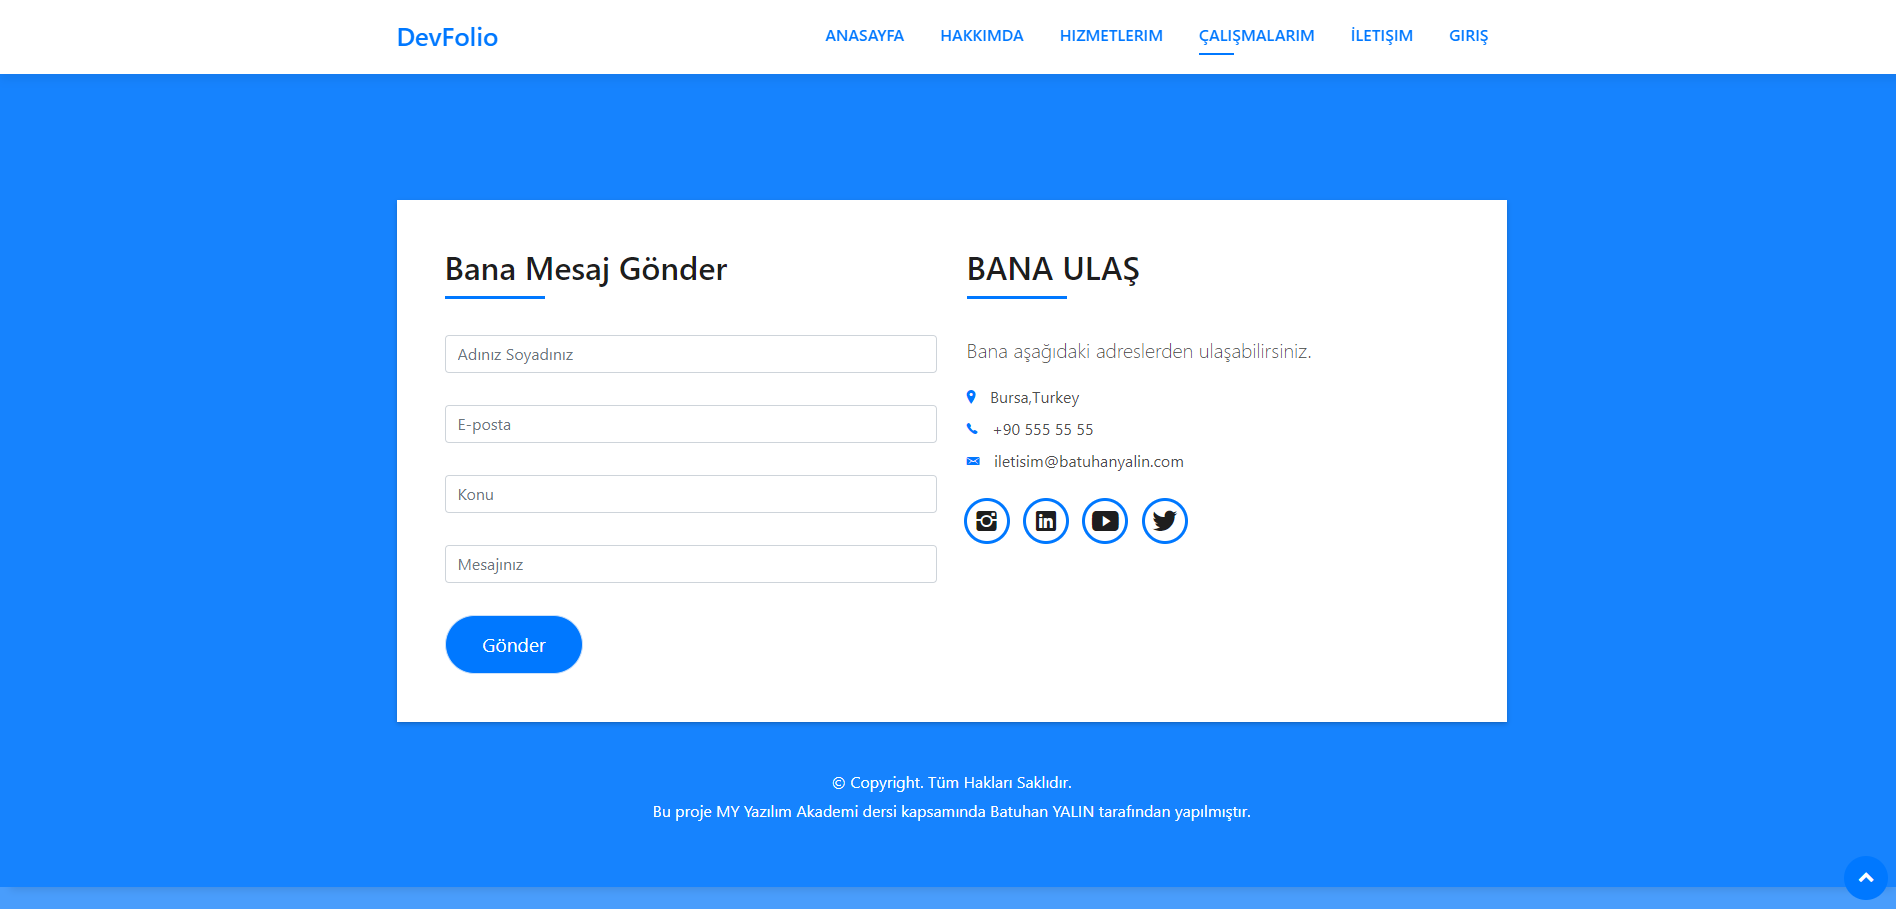 DevFolio
ANASAYFA HAKKIMDA HIZMETLERIM ÇALIŞMALARIM İLETIŞIM GIRIŞ
Bana Mesaj Gönder
Adınız Soyadınız
E-posta
Konu
Mesajınız
Gönder
BANA ULAŞ
Bana aşağıdaki adreslerden ulaşabilirsiniz.
Bursa,Turkey
+90 555 55 55
iletisim@batuhanyalin.com
© Copyright. Tüm Hakları Saklıdır.
Bu proje MY Yazılım Akademi dersi kapsamında Batuhan YALIN tarafından yapılmıştır.